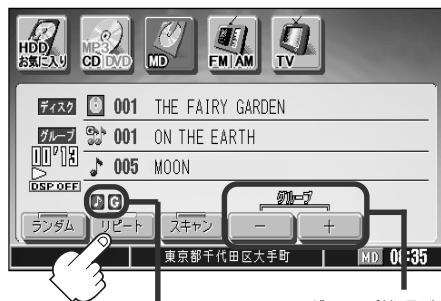 HDD MP3
お気に入り CD DVD MD FM AM TV
ディスク 001 THE FAIRY GARDEN
グループ 001 ON THE EARTH
00'13
005 MOON
DSP OFF
G グループ
ランダム リピート スキャン － ＋
東京都千代田区大手町 MD 08:35